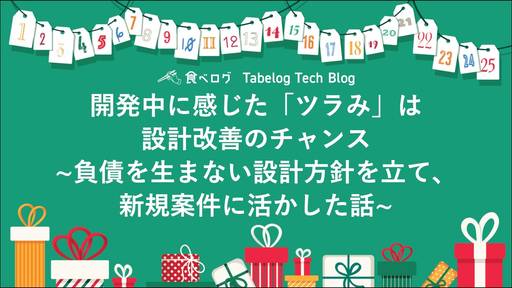 1 2 3 4 5 6 7 8 9 10 11 12 13 14 15 16 17 18 19 20 21 22 23 24 25
食べログ Tabelog Tech Blog
開発中に感じた「ツラみ」は
設計改善のチャンス
~負債を生まない設計方針を立て、
新規案件に活かした話~